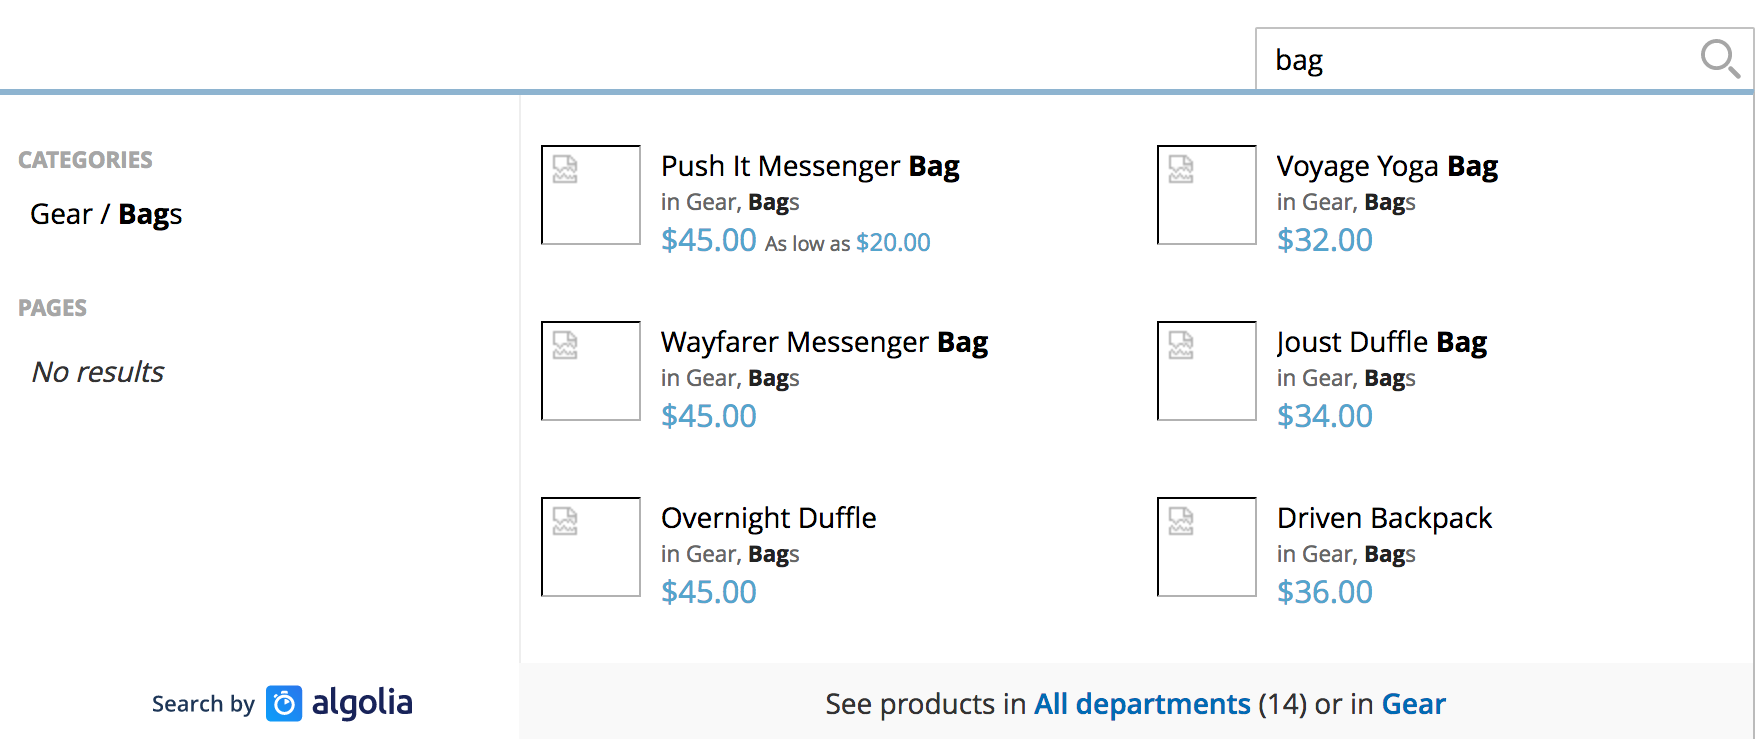 bag
CATEGORIES
Gear / Bags
PAGES
No results
Push It Messenger Bag
in Gear, Bags
$45.00 As low as $20.00
Voyage Yoga Bag
in Gear, Bags
$32.00
Wayfarer Messenger Bag
in Gear, Bags
$45.00
Joust Duffle Bag
in Gear, Bags
$34.00
Overnight Duffle
in Gear, Bags
$45.00
Driven Backpack
in Gear, Bags
$36.00
Search by algolia
See products in All departments (14) or in Gear